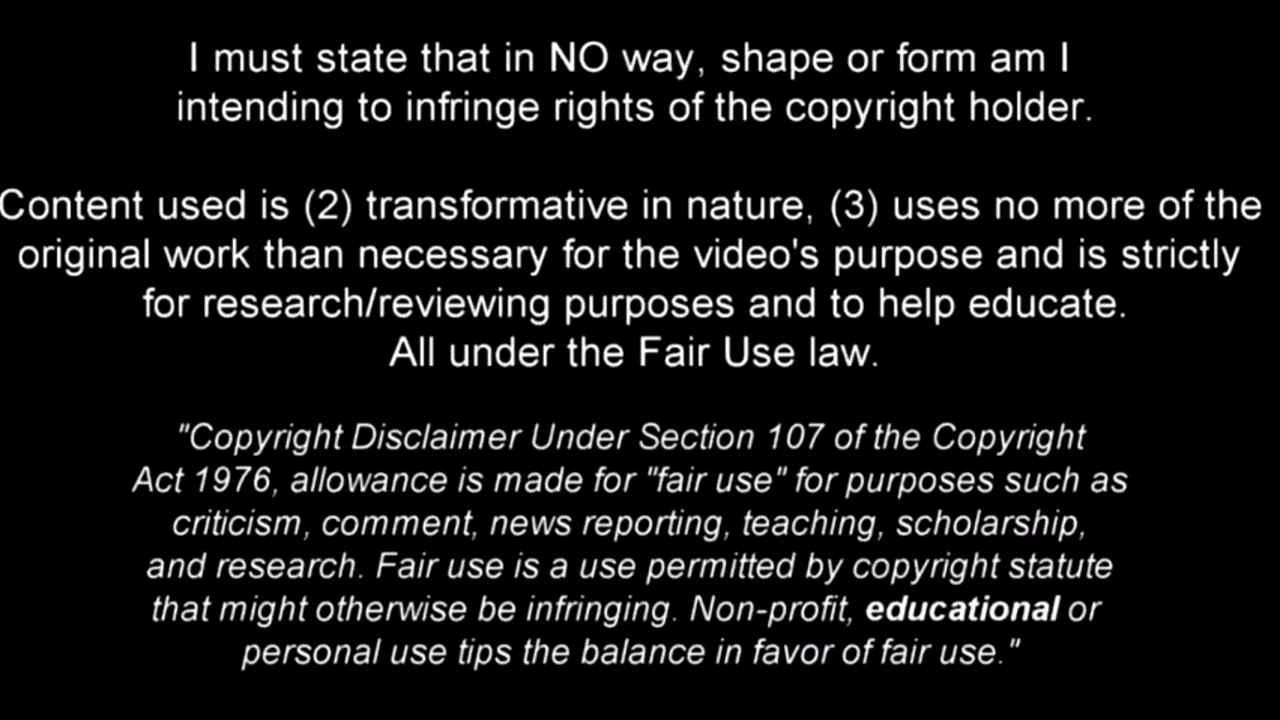 I must state that in NO way, shape or form am I
intending to infringe rights of the copyright holder.
Content used is (2) transformative in nature, (3) uses no more of the
original work than necessary for the video's purpose and is strictly
for research/reviewing purposes and to help educate.
All under the Fair Use law.
"Copyright Disclaimer Under Section 107 of the Copyright
Act 1976, allowance is made for "fair use" for purposes such as
criticism, comment, news reporting, teaching, scholarship,
and research. Fair use is a use permitted by copyright statute
that might otherwise be infringing. Non-profit, educational or
personal use tips the balance in favor of fair use."